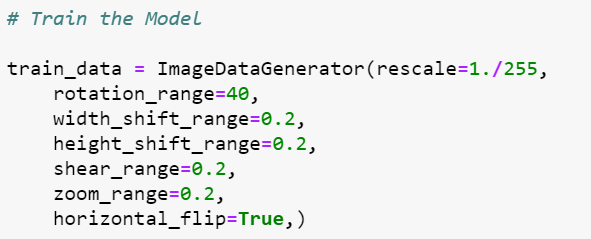 # Train the Model
train_data = ImageDataGenerator(rescale=1./255,
    rotation_range=40,
    width_shift_range=0.2,
    height_shift_range=0.2,
    shear_range=0.2,
    zoom_range=0.2,
    horizontal_flip=True,)